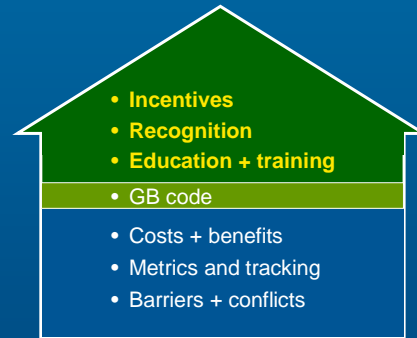 • Incentives
• Recognition
• Education + training
• GB code
• Costs + benefits
• Metrics and tracking
• Barriers + conflicts